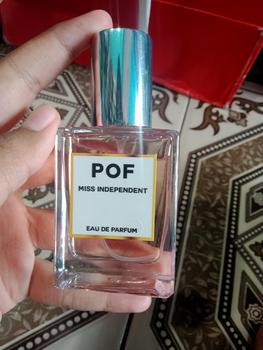 POF
MISS INDEPENDENT
EAU DE PARFUM